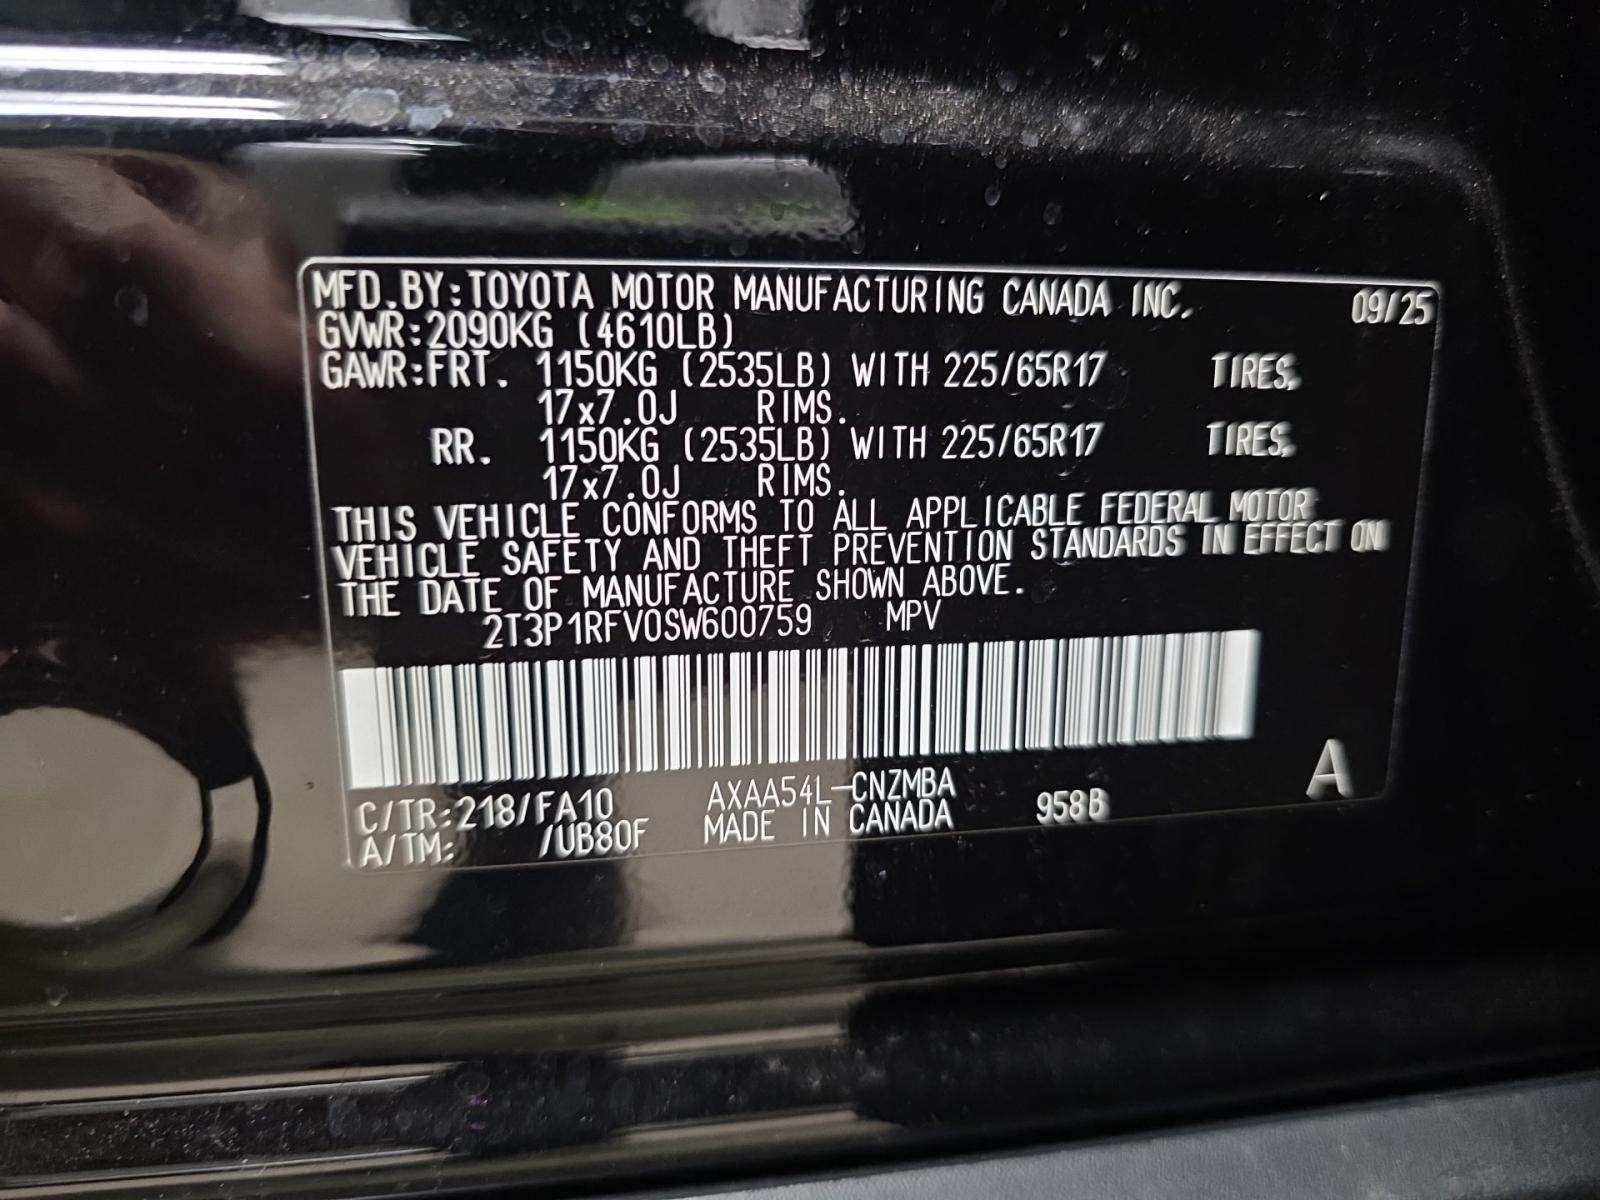 MFD.BY:TOYOTA MOTOR MANUFACTURING CANADA INC. 09/25
GVWR:2090KG (4610LB)
GAWR:FRT. 1150KG (2535LB) WITH 225/65R17 TIRES,
17x7.0J RIMS.
RR. 1150KG (2535LB) WITH 225/65R17 TIRES,
17x7.0J RIMS.
THIS VEHICLE CONFORMS TO ALL APPLICABLE FEDERAL MOTOR
VEHICLE SAFETY AND THEFT PREVENTION STANDARDS IN EFFECT ON
THE DATE OF MANUFACTURE SHOWN ABOVE.
2T3P1RFV0SW600759 MPV
C/TR:218/FA10 AXAA54L-CNZMBA 958B A
A/TM: /UB80F MADE IN CANADA